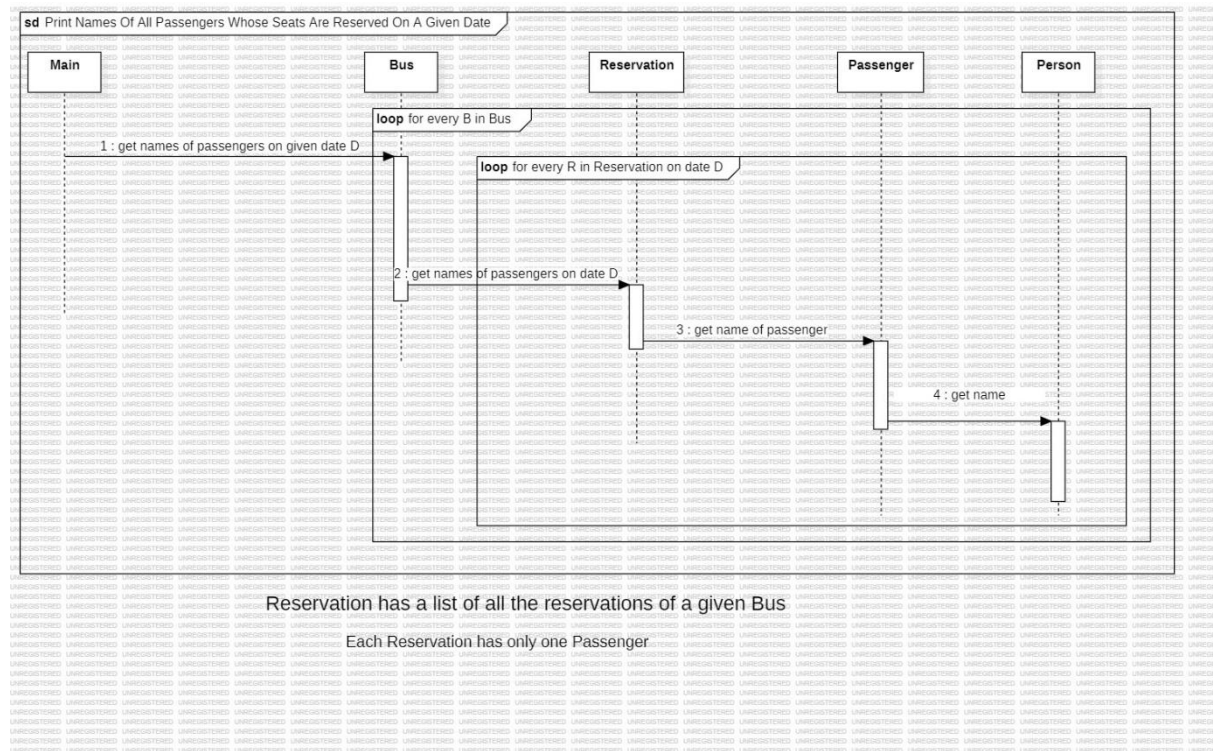 sd Print Names Of All Passengers Whose Seats Are Reserved On A Given Date
Main
Bus
Reservation
Passenger
Person
loop for every B in Bus
1 : get names of passengers on given date D
loop for every R in Reservation on date D
2 : get names of passengers on date D
3 : get name of passenger
4 : get name
Reservation has a list of all the reservations of a given Bus
Each Reservation has only one Passenger
UNREGISTERED